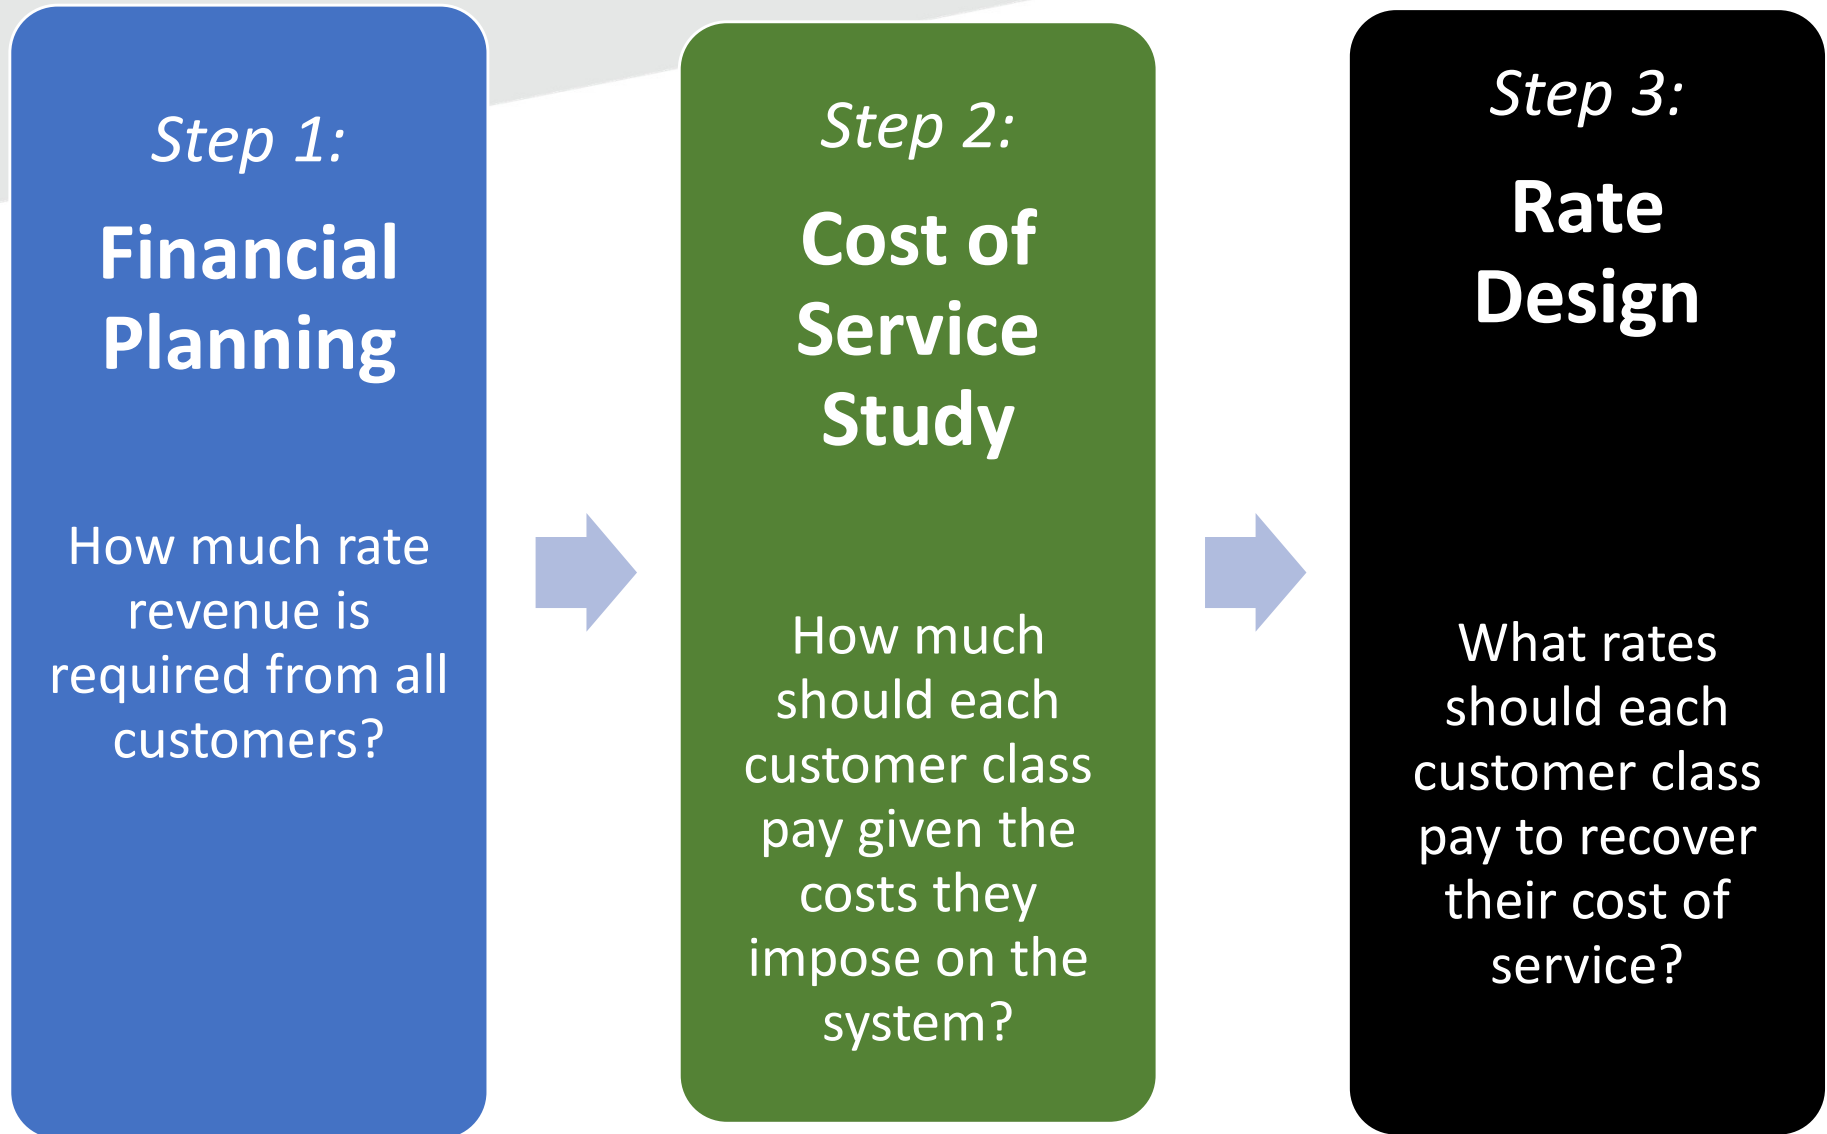 Step 1:
Financial
Planning
How much rate
revenue is
required from all
customers?
Step 2:
Cost of
Service
Study
How much
should each
customer class
pay given the
costs they
impose on the
system?
Step 3:
Rate
Design
What rates
should each
customer class
pay to recover
their cost of
service?